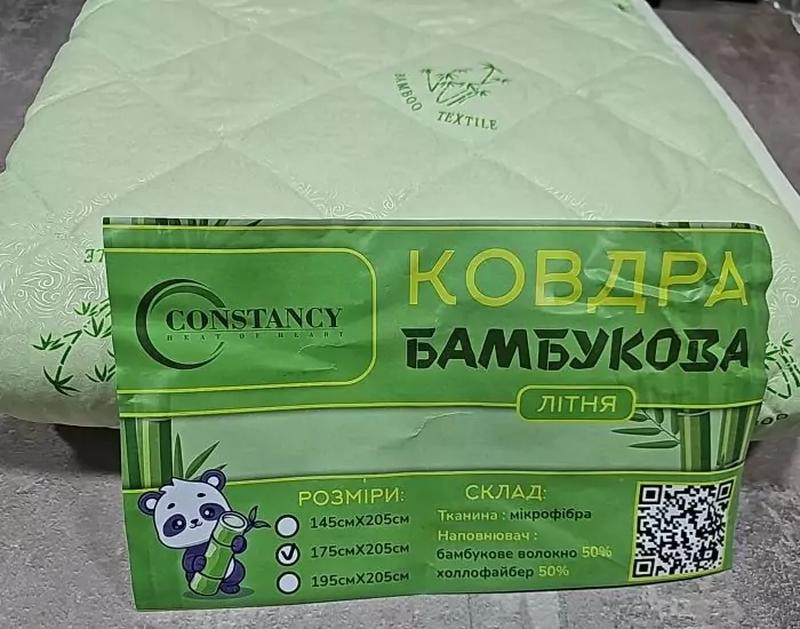 BAMBOO TEXTILE
CONSTANCY
HEAT OF HEART
КОВДРА
БАМБУКОВА
ЛІТНЯ
РОЗМІРИ:
145смХ205см
175смХ205см
195смХ205см
СКЛАД:
Тканина : мікрофібра
Наповнювач :
бамбукове волокно 50%
холлофайбер 50%